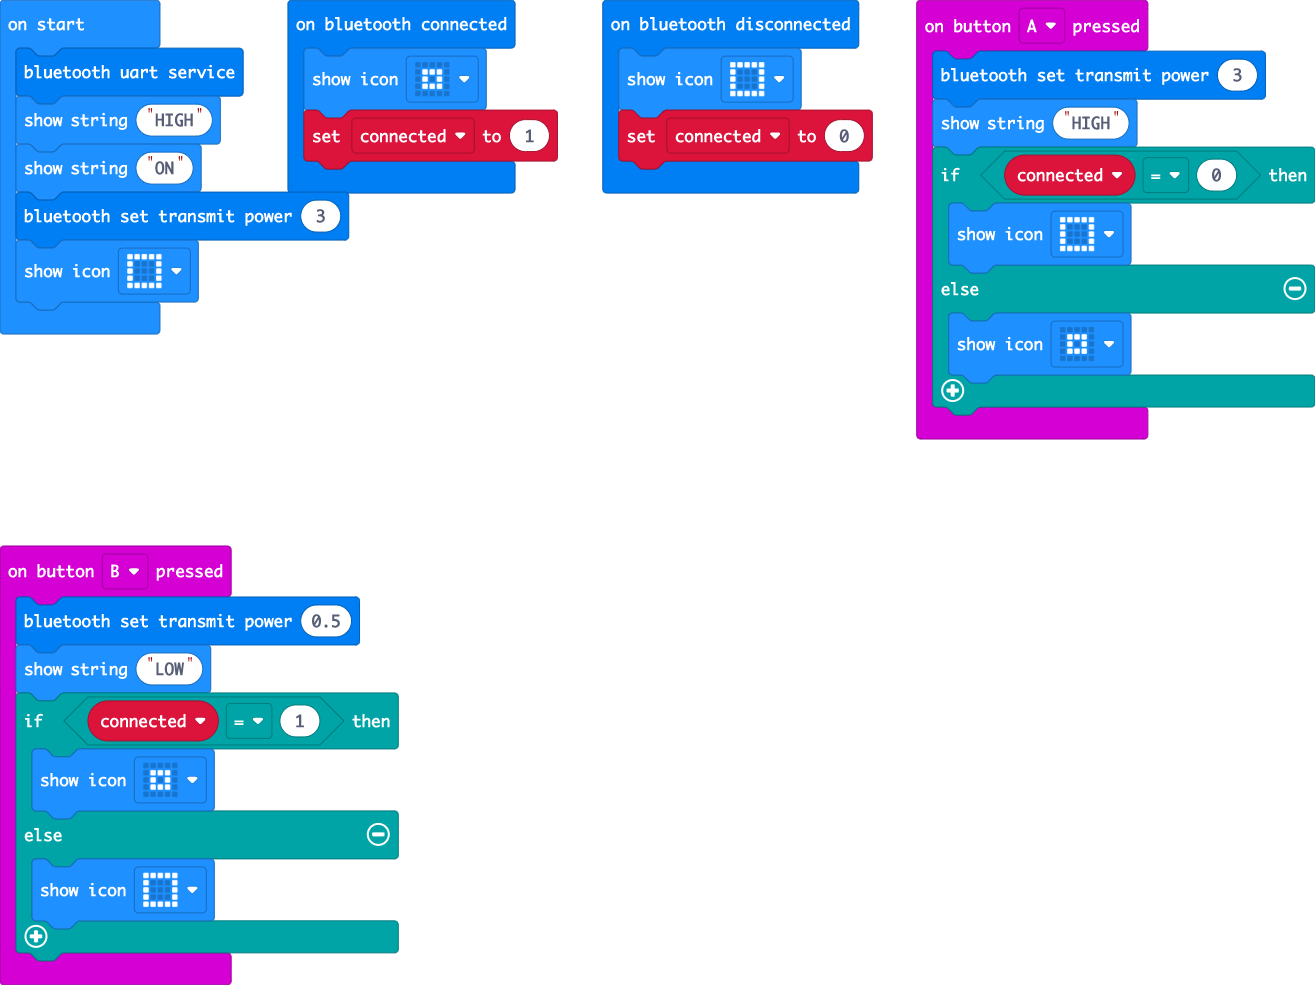 on start
bluetooth uart service
show string "HIGH"
show string "ON"
bluetooth set transmit power 3
show icon
on bluetooth connected
show icon
set connected to 1
on bluetooth disconnected
show icon
set connected to 0
on button A pressed
bluetooth set transmit power 3
show string "HIGH"
if connected = 0 then
show icon
else
show icon
on button B pressed
bluetooth set transmit power 0.5
show string "LOW"
if connected = 1 then
show icon
else
show icon